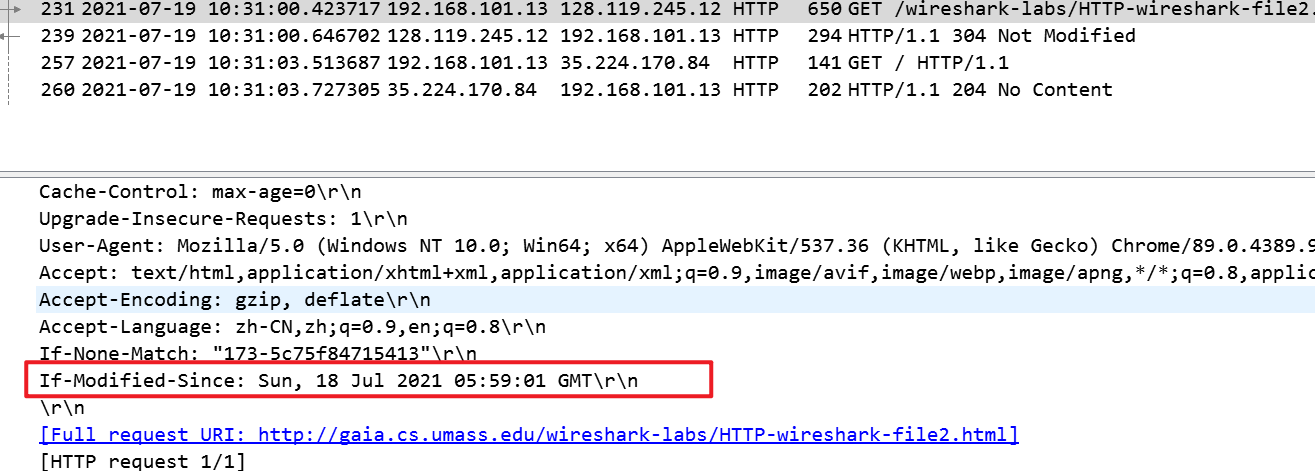 231 2021-07-19 10:31:00.423717 192.168.101.13 128.119.245.12 HTTP 650 GET /wireshark-labs/HTTP-wireshark-file2.
239 2021-07-19 10:31:00.646702 128.119.245.12 192.168.101.13 HTTP 294 HTTP/1.1 304 Not Modified
257 2021-07-19 10:31:03.513687 192.168.101.13 35.224.170.84 HTTP 141 GET / HTTP/1.1
260 2021-07-19 10:31:03.727305 35.224.170.84 192.168.101.13 HTTP 202 HTTP/1.1 204 No Content
Cache-Control: max-age=0\r\n
Upgrade-Insecure-Requests: 1\r\n
User-Agent: Mozilla/5.0 (Windows NT 10.0; Win64; x64) AppleWebKit/537.36 (KHTML, like Gecko) Chrome/89.0.4389.9
Accept: text/html,application/xhtml+xml,application/xml;q=0.9,image/avif,image/webp,image/apng,*/*;q=0.8,applic
Accept-Encoding: gzip, deflate\r\n
Accept-Language: zh-CN,zh;q=0.9,en;q=0.8\r\n
If-None-Match: "173-5c75f84715413"\r\n
If-Modified-Since: Sun, 18 Jul 2021 05:59:01 GMT\r\n
\r\n
[Full request URI: http://gaia.cs.umass.edu/wireshark-labs/HTTP-wireshark-file2.html]
[HTTP request 1/1]